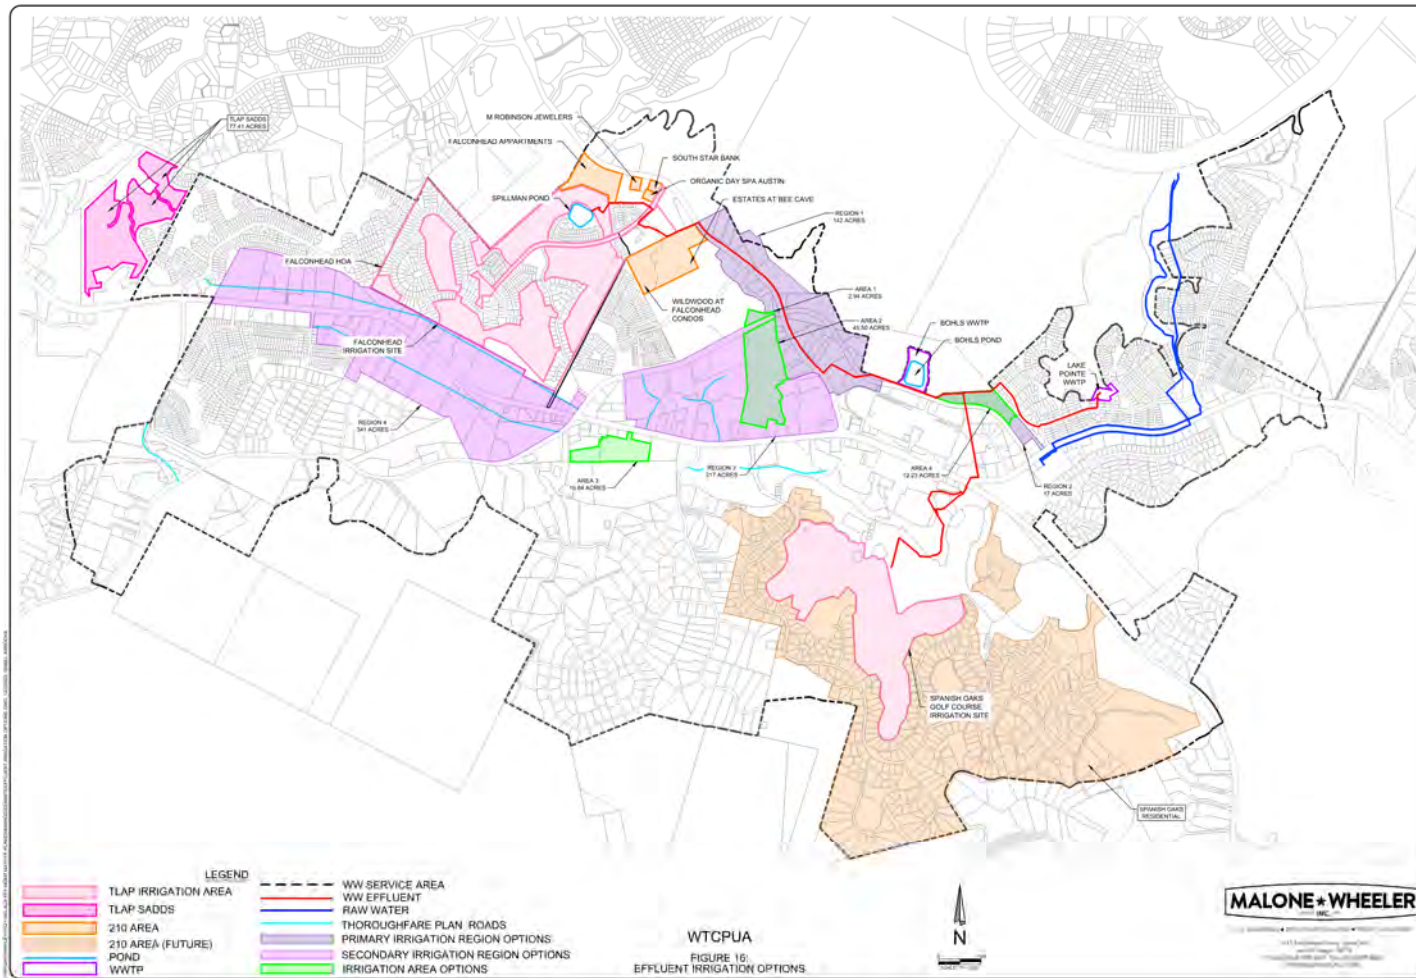 TLAP SADDS
77.41 ACRES
M ROBINSON JEWELERS
FALCONHEAD APPARTMENTS
SOUTH STAR BANK
ORGANIC DAY SPA AUSTIN
SPILLMAN POND
ESTATES AT BEE CAVE
REGION 1
142 ACRES
FALCONHEAD HOA
AREA 1
2.94 ACRES
WILDWOOD AT
FALCONHEAD
CONDOS
AREA 2
45.50 ACRES
BOHLS WWTP
BOHLS POND
FALCONHEAD
IRRIGATION SITE
LAKE
POINTE
WWTP
REGION 4
341 ACRES
AREA 3
REGION 3
217 ACRES
AREA 4
12.23 ACRES
REGION 2
17 ACRES
SPANISH OAKS
GOLF COURSE
IRRIGATION SITE
SPANISH OAKS
RESIDENTIAL
LEGEND
TLAP IRRIGATION AREA
TLAP SADDS
210 AREA
210 AREA (FUTURE)
POND
WWTP
WW SERVICE AREA
WW EFFLUENT
RAW WATER
THOROUGHFARE PLAN ROADS
PRIMARY IRRIGATION REGION OPTIONS
SECONDARY IRRIGATION REGION OPTIONS
IRRIGATION AREA OPTIONS
WTCPUA
FIGURE 16:
EFFLUENT IRRIGATION OPTIONS
N
MALONE★WHEELER
INC.